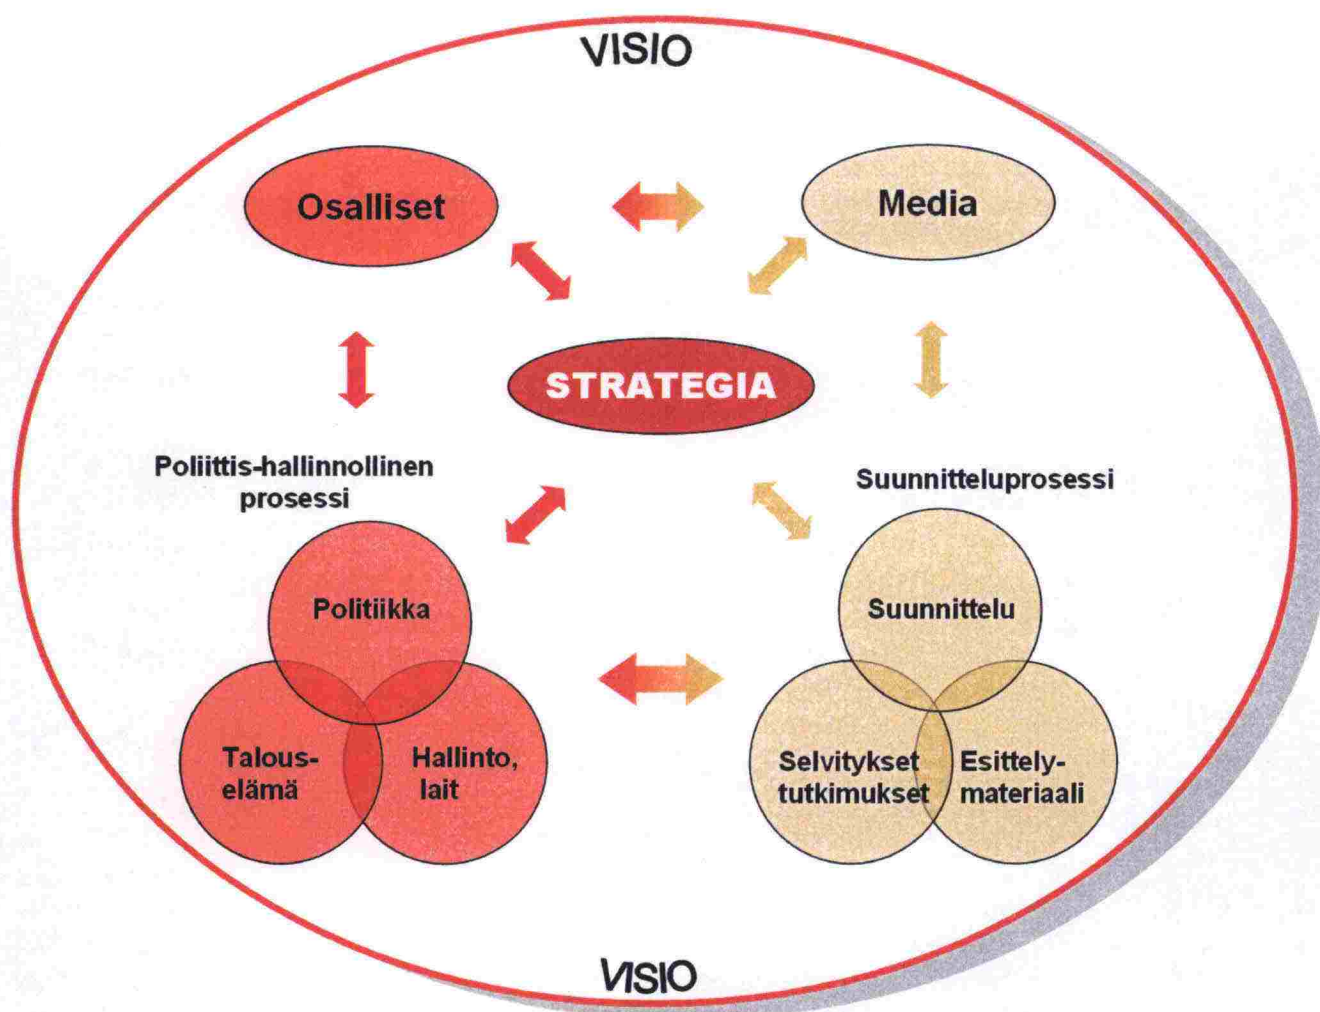 VISIO
Osalliset
Media
STRATEGIA
Poliittis-hallinnollinen
prosessi
Suunnitteluprosessi
Politiikka
Suunnittelu
Talous-
elämä
Hallinto,
lait
Selvitykset
tutkimukset
Esittely-
materiaali
VISIO